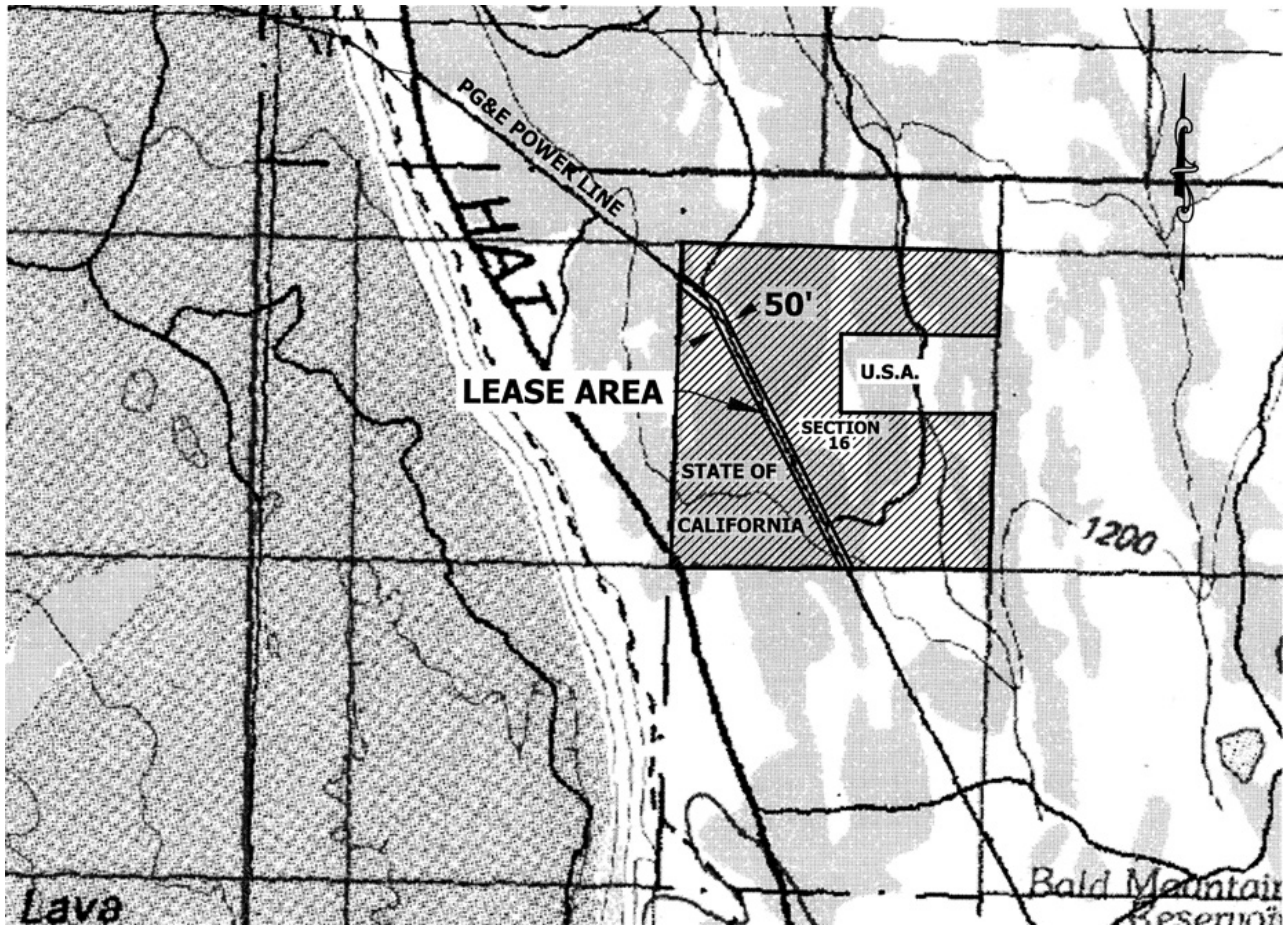 PG&E POWER LINE
HAT
50'
LEASE AREA
U.S.A.
SECTION
16
STATE OF
CALIFORNIA
1200
Bald Mountain
Reservoir
Lava